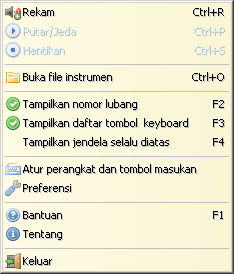 Rekam Ctrl+R
Putar/Jeda Ctrl+P
Hentikan Ctrl+S
Buka file instrumen Ctrl+O
Tampilkan nomor lubang F2
Tampilkan daftar tombol keyboard F3
Tampilkan jendela selalu diatas F4
Atur perangkat dan tombol masukan
Preferensi
Bantuan F1
Tentang
Keluar